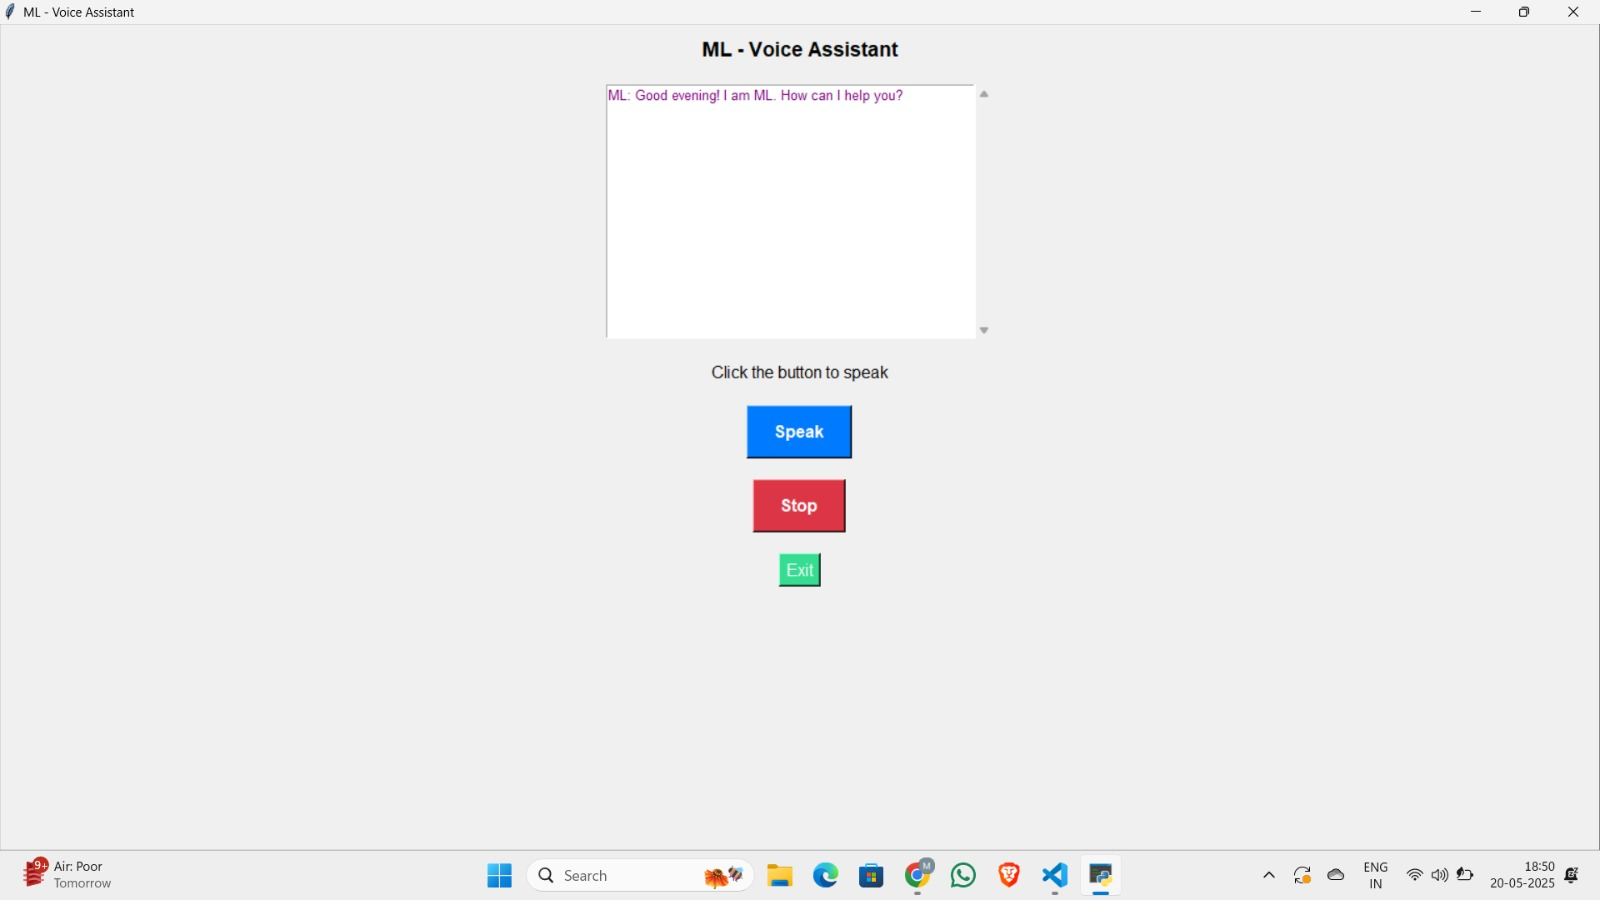 ML - Voice Assistant
ML - Voice Assistant
ML: Good evening! I am ML. How can I help you?
Click the button to speak
Speak
Stop
Exit
9+
Air: Poor
Tomorrow
Search
M
ENG
IN
18:50
20-05-2025